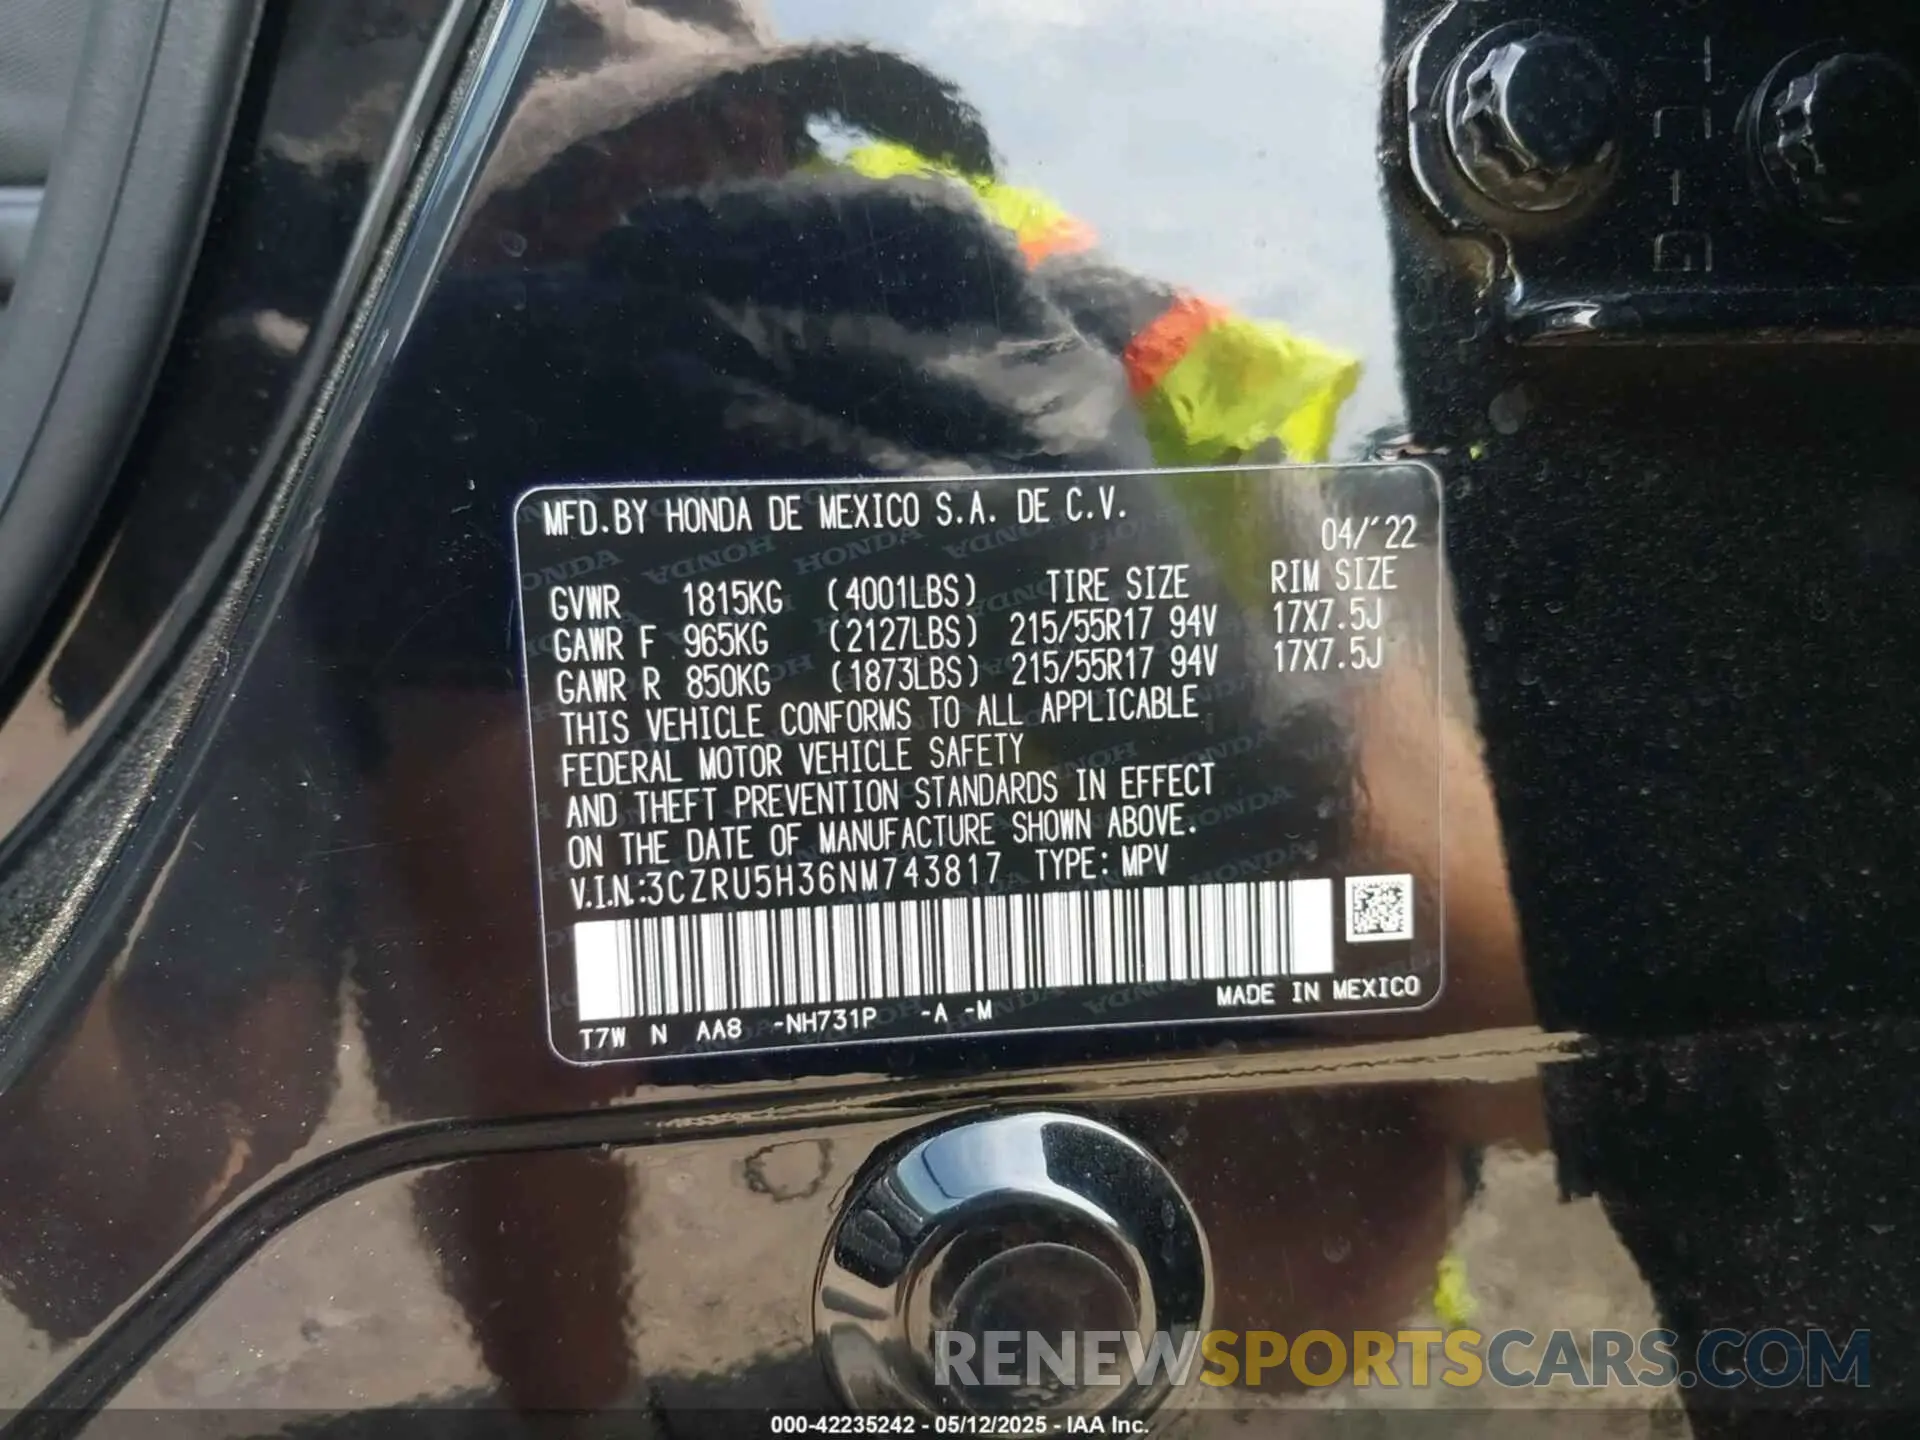 MFD.BY HONDA DE MEXICO S.A. DE C.V.
04/´22
GVWR 1815KG (4001LBS) TIRE SIZE RIM SIZE
GAWR F 965KG (2127LBS) 215/55R17 94V 17X7.5J
GAWR R 850KG (1873LBS) 215/55R17 94V 17X7.5J
THIS VEHICLE CONFORMS TO ALL APPLICABLE
FEDERAL MOTOR VEHICLE SAFETY
AND THEFT PREVENTION STANDARDS IN EFFECT
ON THE DATE OF MANUFACTURE SHOWN ABOVE.
V.I.N.:3CZRU5H36NM743817 TYPE: MPV
MADE IN MEXICO
T7W N AA8 -NH731P -A -M
RENEWSPORTSCARS.COM
000-42235242 - 05/12/2025 - IAA Inc.